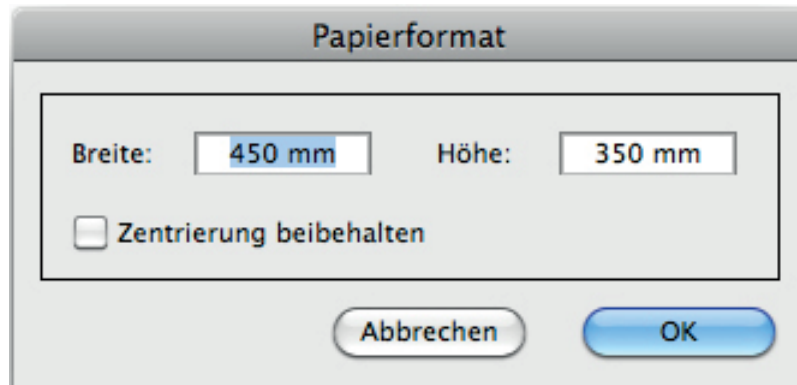 Papierformat
Breite: 450 mm Höhe: 350 mm
Zentrierung beibehalten
Abbrechen OK